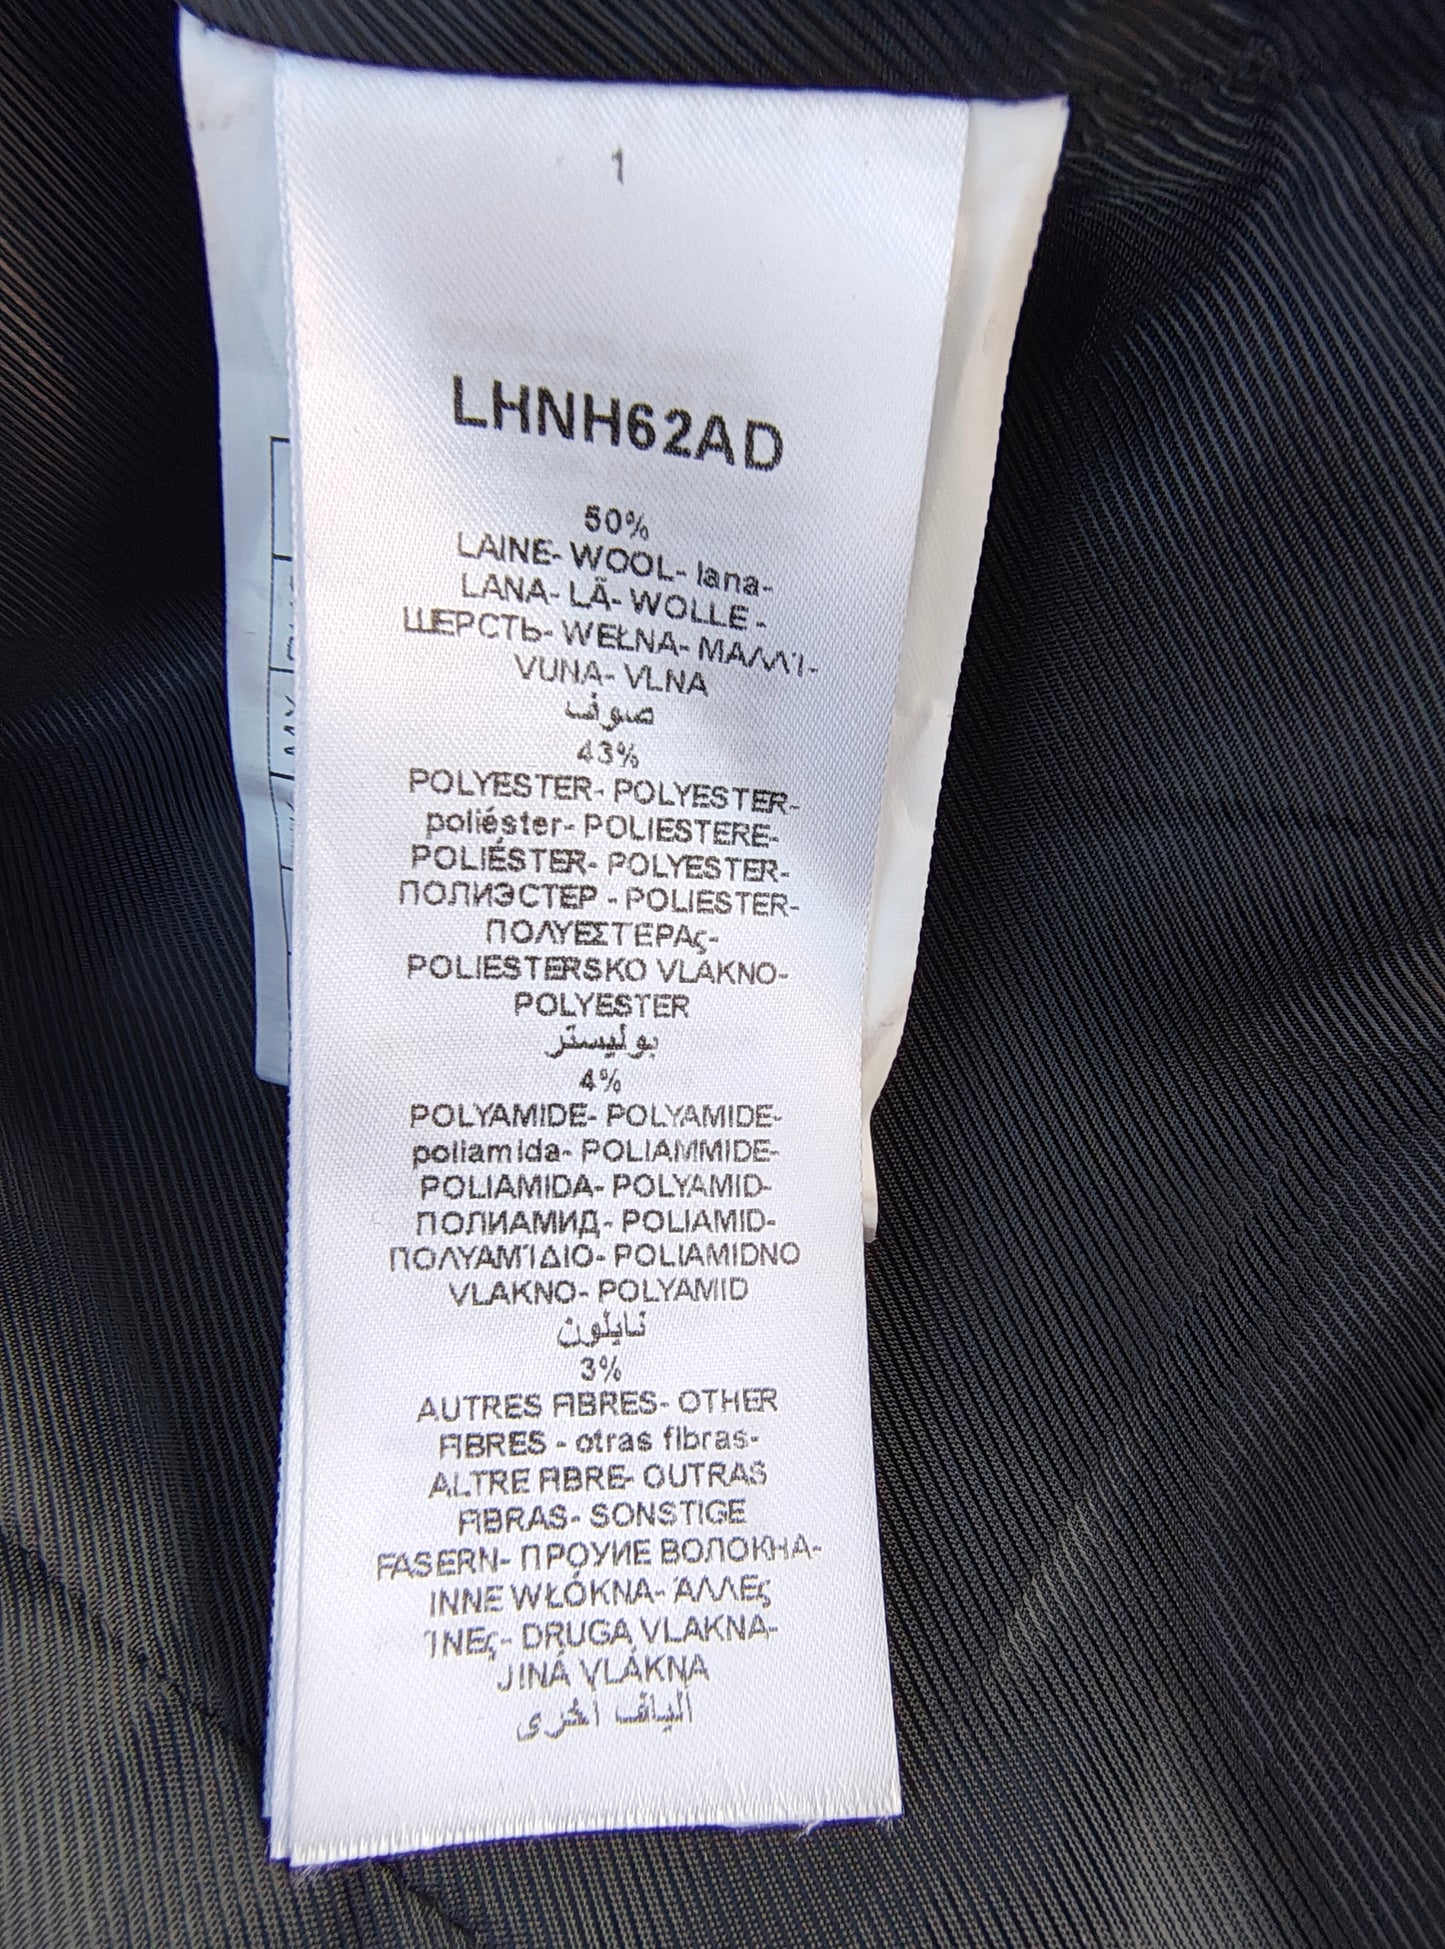 1
LHNH62AD
50%
LAINE- WOOL- lana-
LANA- LÃ- WOLLE -
ШЕРСТЬ- WEŁNA- ΜΑΛΛΊ-
VUNA- VLNA
صوف
43%
POLYESTER- POLYESTER-
poliéster- POLIESTERE-
POLIÉSTER- POLYESTER-
ПОЛИЭСТЕР - POLIESTER-
ΠΟΛΥΕΣΤΕΡΑς-
POLIESTERSKO VLAKNO-
POLYESTER
بوليستر
4%
POLYAMIDE- POLYAMIDE-
poliamida- POLIAMMIDE-
POLIAMIDA- POLYAMID-
ПОЛИАМИД- POLIAMID-
ΠΟΛΥΑΜΊΔΙΟ- POLIAMIDNO
VLAKNO- POLYAMID
نايلون
3%
AUTRES FIBRES- OTHER
FIBRES - otras fibras-
ALTRE FIBRE- OUTRAS
FIBRAS- SONSTIGE
FASERN- ПРОУИЕ ВОЛОКНА-
INNE WŁÓKNA- ΆΛΛΕς
ΊΝΕς- DRUGA VLAKNA-
JINÁ VLÁKNA
ألياف أخرى